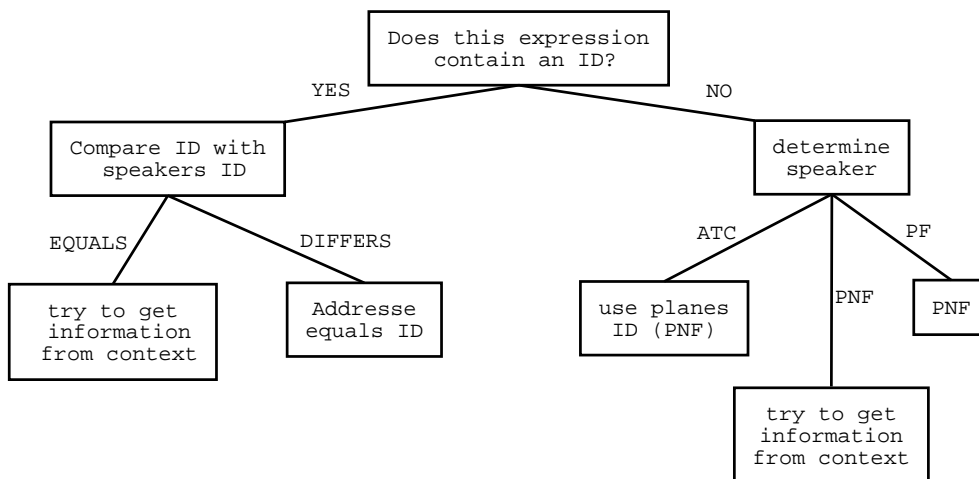 Does this expression
contain an ID?
YES
NO
Compare ID with
speakers ID
determine
speaker
EQUALS
DIFFERS
ATC
PNF
PF
try to get
information
from context
Addresse
equals ID
use planes
ID (PNF)
PNF
try to get
information
from context